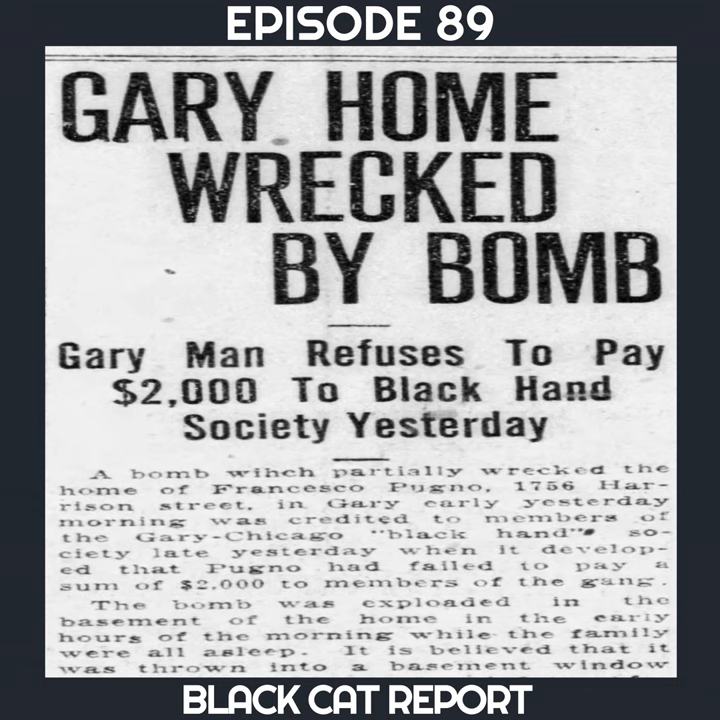 EPISODE 89
GARY HOME
WRECKED
BY BOMB
Gary Man Refuses To Pay
$2,000 To Black Hand
Society Yesterday
A bomb wihch partially wrecked the
home of Francesco Pugno, 1756 Har-
rison street, in Gary early yesterday
morning was credited to members of
the Gary-Chicago "black hand" so-
ciety late yesterday when it develop-
ed that Pugno had failed to pay a
sum of $2,000 to members of the gang.
The bomb was exploaded in the
basement of the home in the early
hours of the morning while the family
were all asleep. It is believed that it
was thrown into a basement window
BLACK CAT REPORT